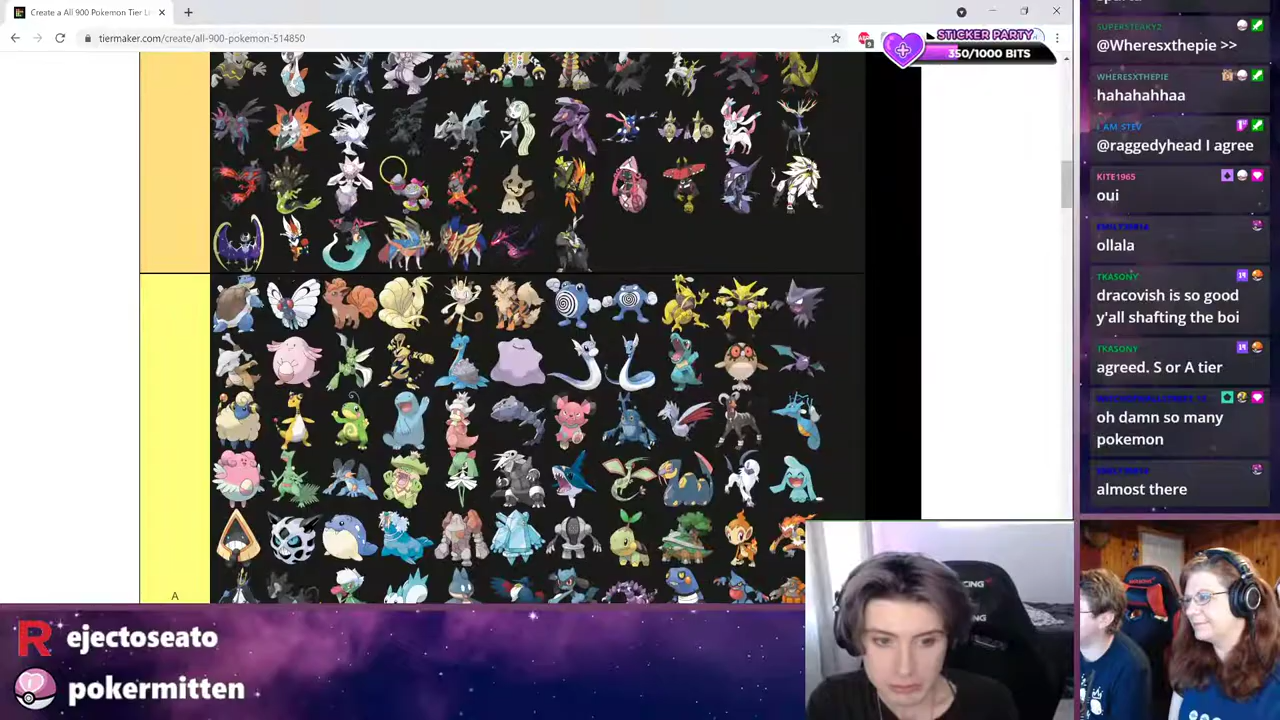 Create a All 900 Pokemon Tier Li
tiermaker.com/create/all-900-pokemon-514850
STICKER PARTY
350/1000 BITS
A
ejectoseato
pokermitten
SUPERSTEAKY2
@Wheresxthepie >>
WHERESXTHEPIE
hahahahhaa
I_AM_STEV
@raggedyhead I agree
KITE1965
oui
ollala
TKASONY
dracovish is so good
y'all shafting the boi
TKASONY
agreed. S or A tier
oh damn so many
pokemon
almost there